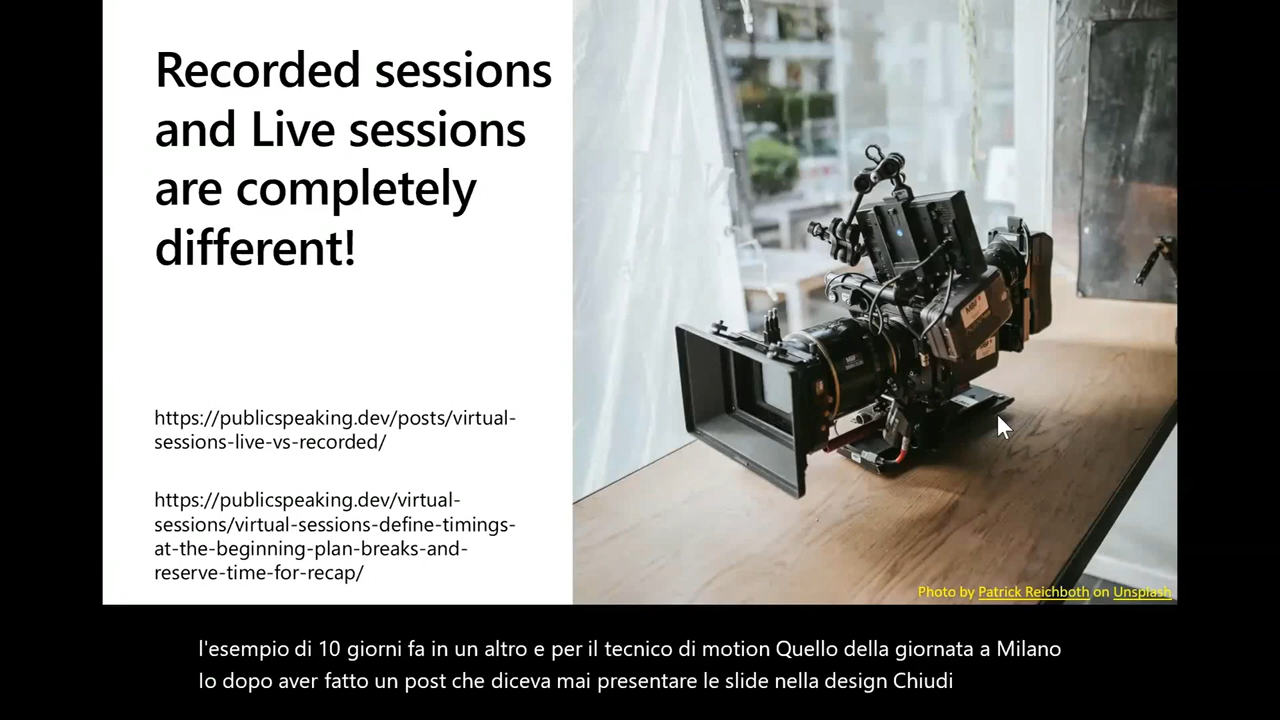 Recorded sessions
and Live sessions
are completely
different!
https://publicspeaking.dev/posts/virtual-
sessions-live-vs-recorded/
https://publicspeaking.dev/virtual-
sessions/virtual-sessions-define-timings-
at-the-beginning-plan-breaks-and-
reserve-time-for-recap/
Photo by Patrick Reichboth on Unsplash
l'esempio di 10 giorni fa in un altro e per il tecnico di motion Quello della giornata a Milano
Io dopo aver fatto un post che diceva mai presentare le slide nella design Chiudi